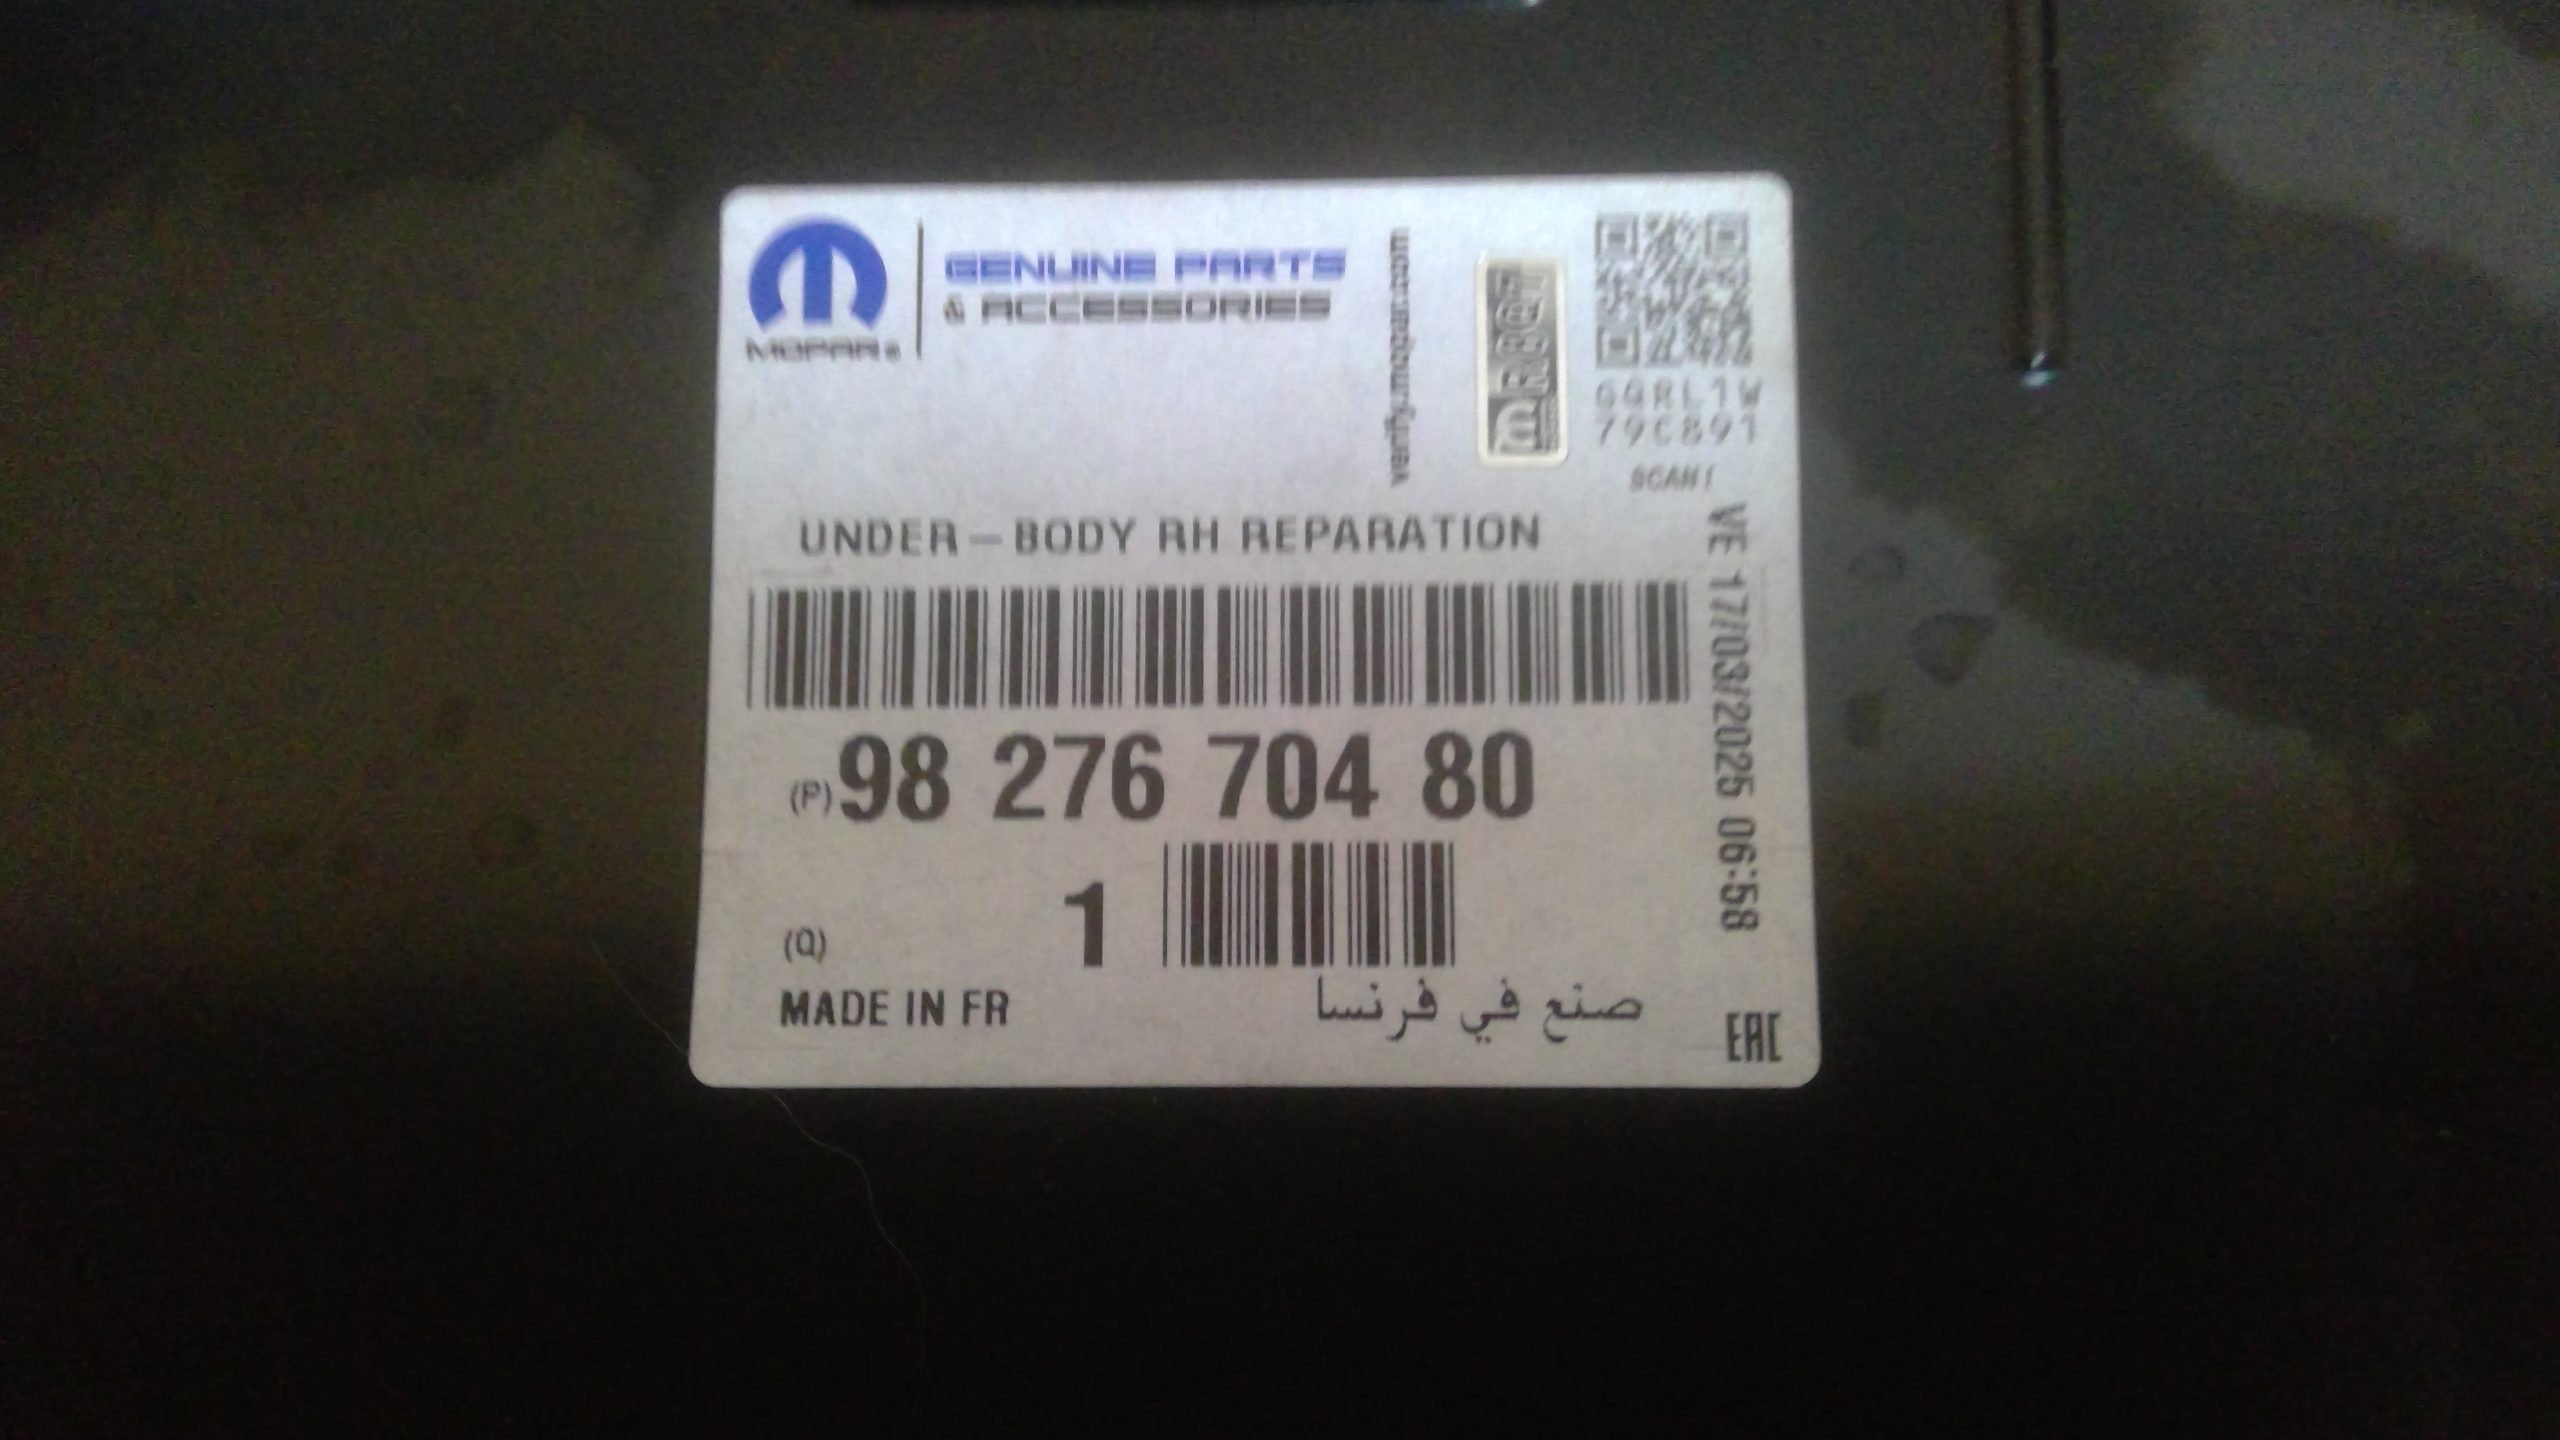 MOPAR®
GENUINE PARTS
& ACCESSORIES
verify.mopar.com
79C891
SCAN!
UNDER-BODY RH REPARATION
VE 17/03/2025 06:58
(P) 98 276 704 80
(Q) 1
MADE IN FR
صنع في فرنسا
EAC